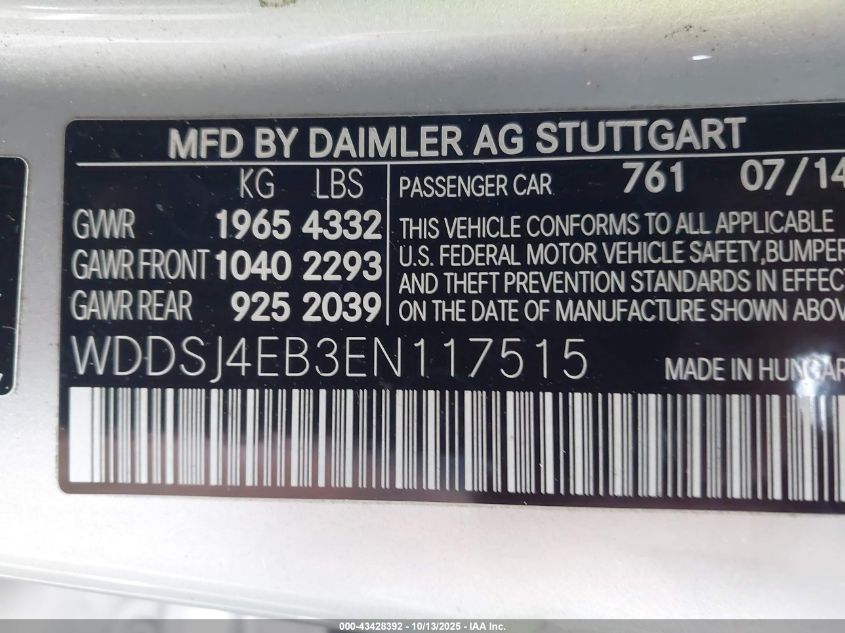 MFD BY DAIMLER AG STUTTGART
KG LBS
GVWR 1965 4332
GAWR FRONT 1040 2293
GAWR REAR 925 2039
PASSENGER CAR 761 07/14
THIS VEHICLE CONFORMS TO ALL APPLICABLE
U.S. FEDERAL MOTOR VEHICLE SAFETY,BUMPER
AND THEFT PREVENTION STANDARDS IN EFFEC
ON THE DATE OF MANUFACTURE SHOWN ABOV
WDDSJ4EB3EN117515
MADE IN HUNGAR
000-43428392 - 10/13/2025 - IAA Inc.